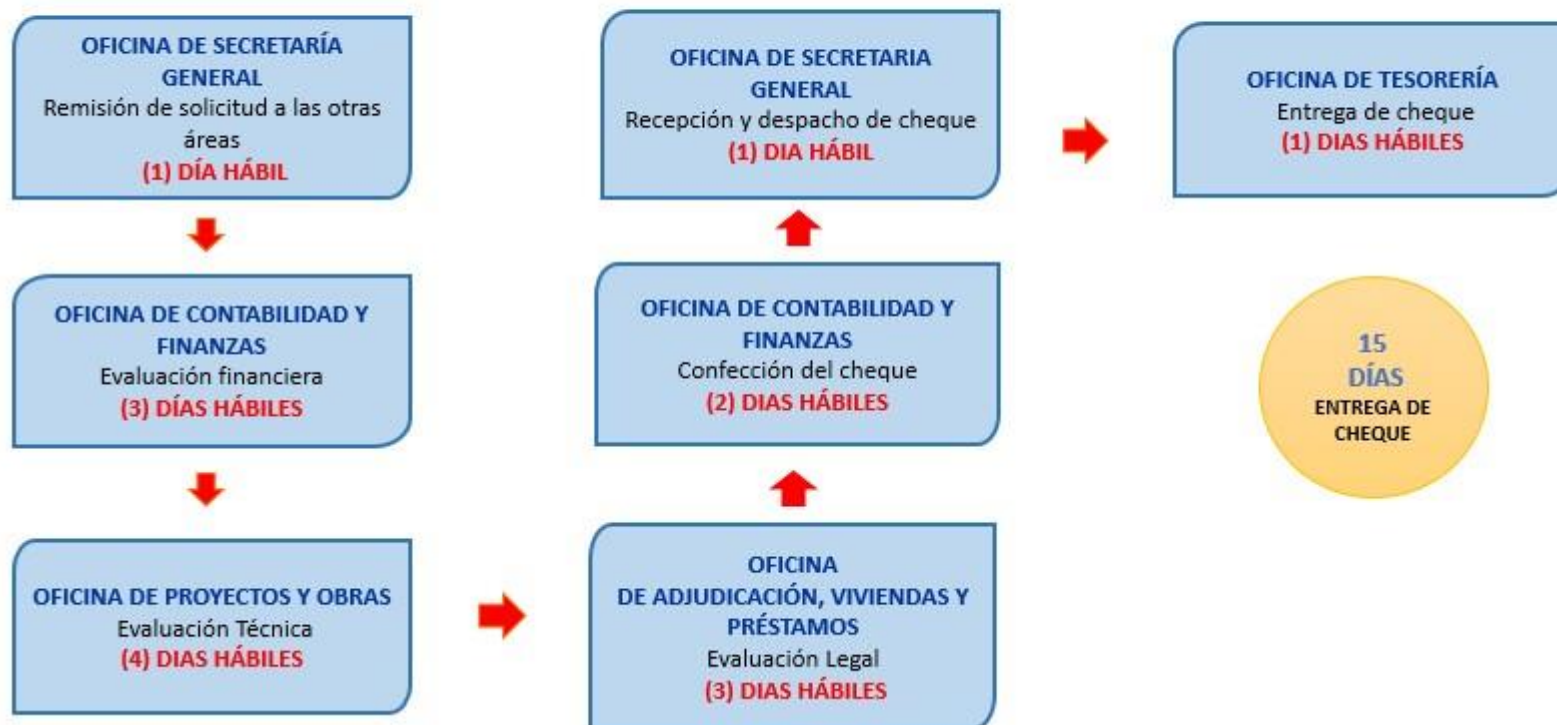 OFICINA DE SECRETARÍA
GENERAL
Remisión de solicitud a las otras
áreas
(1) DÍA HÁBIL
OFICINA DE CONTABILIDAD Y
FINANZAS
Evaluación financiera
(3) DÍAS HÁBILES
OFICINA DE PROYECTOS Y OBRAS
Evaluación Técnica
(4) DIAS HÁBILES
OFICINA
DE ADJUDICACIÓN, VIVIENDAS Y
PRÉSTAMOS
Evaluación Legal
(3) DIAS HÁBILES
OFICINA DE CONTABILIDAD Y
FINANZAS
Confección del cheque
(2) DIAS HÁBILES
OFICINA DE SECRETARIA
GENERAL
Recepción y despacho de cheque
(1) DIA HÁBIL
OFICINA DE TESORERÍA
Entrega de cheque
(1) DIAS HÁBILES
15
DÍAS
ENTREGA DE
CHEQUE